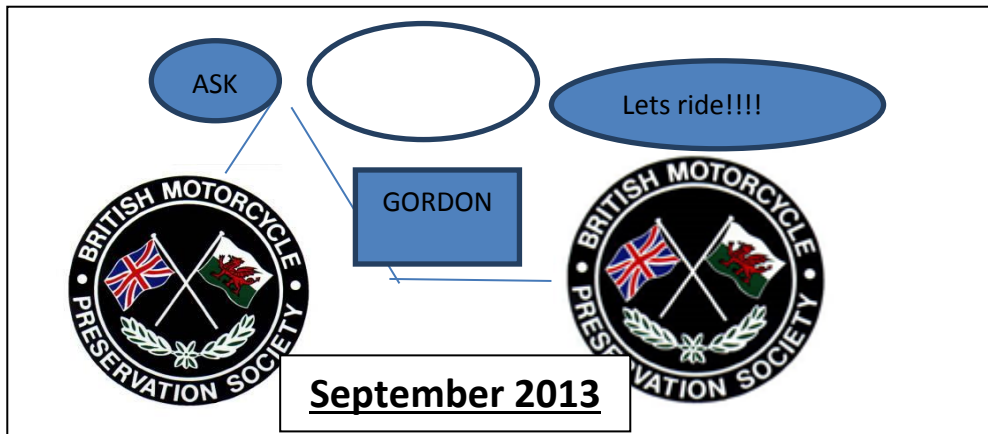 ASK
Lets ride!!!!
GORDON
• BRITISH MOTORCYCLE •
PRESERVATION SOCIETY
• BRITISH MOTORCYCLE •
PRESERVATION SOCIETY
September 2013